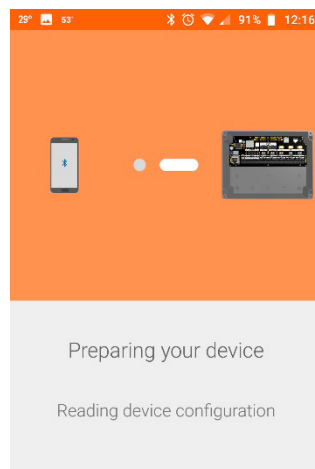 29° 53° 91% 12:16
Preparing your device
Reading device configuration